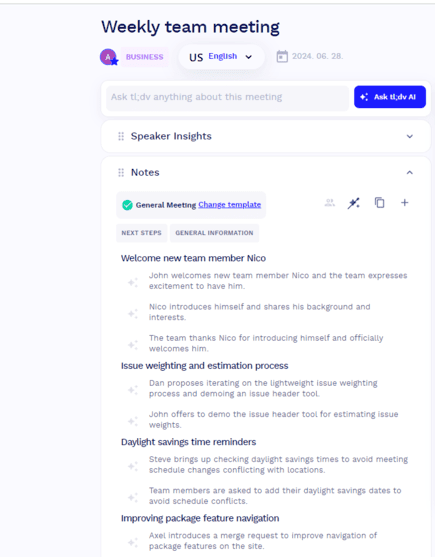 Weekly team meeting
A BUSINESS US English 2024. 06. 28.
Ask tl;dv anything about this meeting Ask tl;dv AI
Speaker Insights
Notes
General Meeting Change template
NEXT STEPS GENERAL INFORMATION
Welcome new team member Nico
John welcomes new team member Nico and the team expresses
excitement to have him.
Nico introduces himself and shares his background and
interests.
The team thanks Nico for introducing himself and officially
welcomes him.
Issue weighting and estimation process
Dan proposes iterating on the lightweight issue weighting
process and demoing an issue header tool.
John offers to demo the issue header tool for estimating issue
weights.
Daylight savings time reminders
Steve brings up checking daylight savings times to avoid meeting
schedule changes conflicting with locations.
Team members are asked to add their daylight savings dates to
avoid schedule conflicts.
Improving package feature navigation
Axel introduces a merge request to improve navigation of
package features on the site.